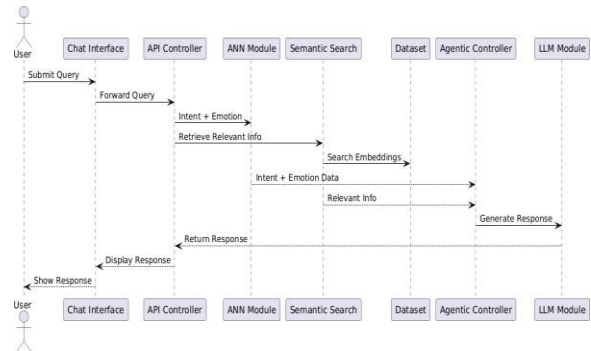 User
Chat Interface
API Controller
ANN Module
Semantic Search
Dataset
Agentic Controller
LLM Module
Submit Query
Forward Query
Intent + Emotion
Retrieve Relevant Info
Search Embeddings
Intent + Emotion Data
Relevant Info
Generate Response
Return Response
Display Response
Show Response
User
Chat Interface
API Controller
ANN Module
Semantic Search
Dataset
Agentic Controller
LLM Module